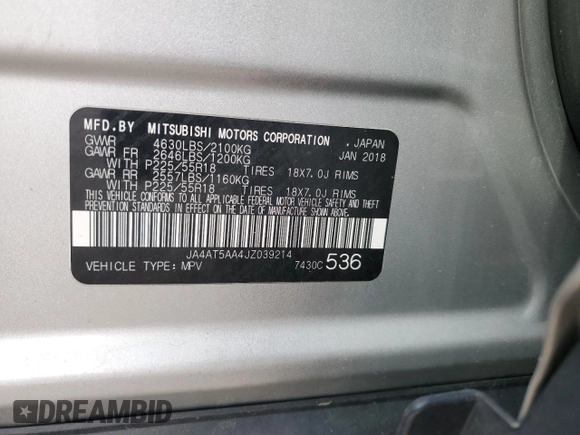 MFD.BY MITSUBISHI MOTORS CORPORATION . JAPAN
GVWR 4630LBS/2100KG JAN 2018
GAWR FR 2646LBS/1200KG
WITH P225/55R18 TIRES 18X7.0J RIMS
GAWR RR 2557LBS/1160KG
WITH P225/55R18 TIRES 18X7.0J RIMS
THIS VEHICLE CONFORMS TO ALL APPLICABLE
FEDERAL MOTOR VEHICLE SAFETY AND THEFT
PREVENTION STANDARDS IN EFFECT ON THE DATE
OF MANUFACTURE SHOWN ABOVE.
JA4AT5AA4JZ039214
VEHICLE TYPE: MPV 7430C 536
DREAMBID